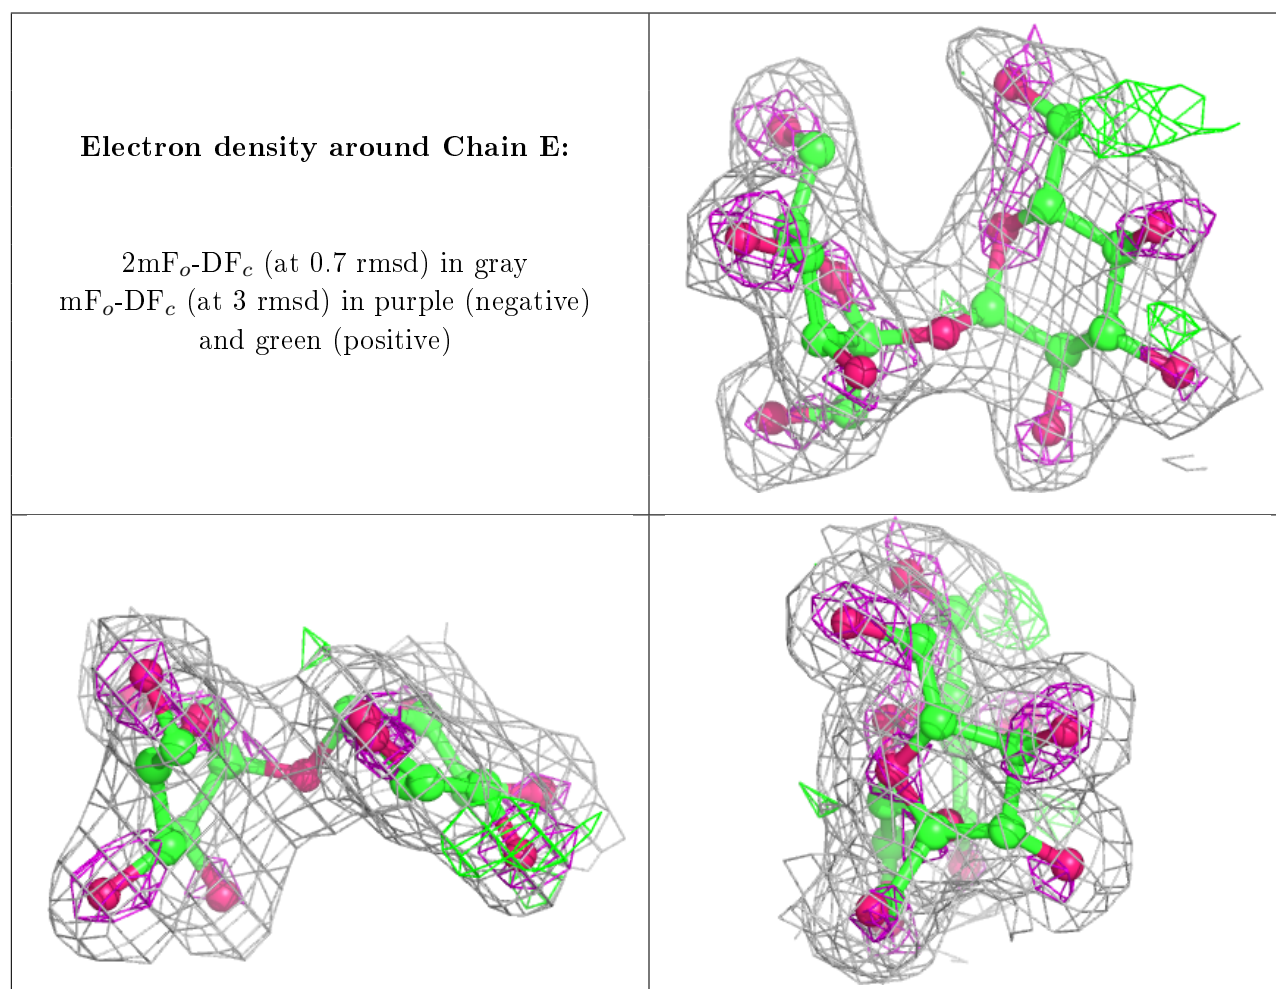 Electron density around Chain E:
2mFo-DFc (at 0.7 rmsd) in gray
mFo-DFc (at 3 rmsd) in purple (negative)
and green (positive)